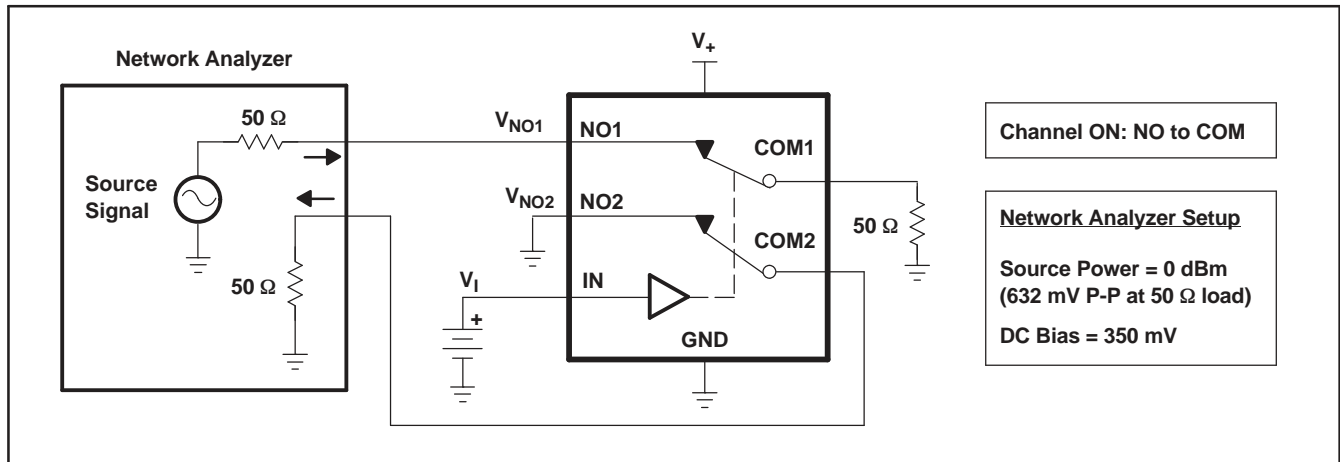 Network Analyzer
50 Ω
Source
Signal
50 Ω
V+
VNO1
NO1
COM1
VNO2
NO2
COM2
50 Ω
VI
IN
+
GND
Channel ON: NO to COM
Network Analyzer Setup
Source Power = 0 dBm
(632 mV P-P at 50 Ω load)
DC Bias = 350 mV